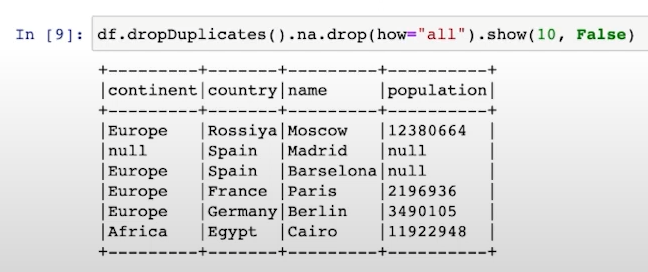 In [9]: df.dropDuplicates().na.drop(how="all").show(10, False)
+---------+-------+---------+----------+
|continent|country|name     |population|
+---------+-------+---------+----------+
|Europe   |Rossiya|Moscow   |12380664  |
|null     |Spain  |Madrid   |null      |
|Europe   |Spain  |Barselona|null      |
|Europe   |France |Paris    |2196936   |
|Europe   |Germany|Berlin   |3490105   |
|Africa   |Egypt  |Cairo    |11922948  |
+---------+-------+---------+----------+